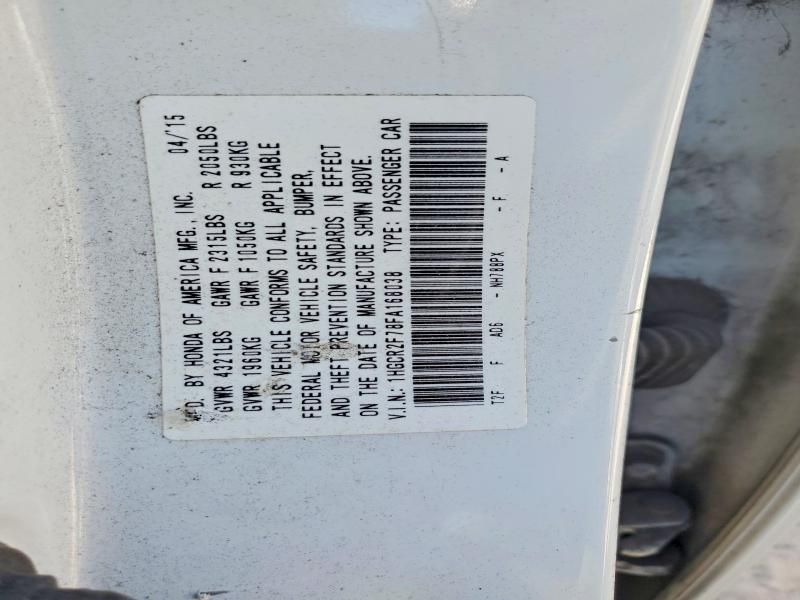 D. BY HONDA OF AMERICA MFG., INC. 04/'15
GVWR 4321LBS GAWR F 2315LBS R 2050LBS
GVWR 1960KG GAWR F 1050KG R 930KG
THIS VEHICLE CONFORMS TO ALL APPLICABLE
FEDERAL MOTOR VEHICLE SAFETY, BUMPER,
AND THEFT PREVENTION STANDARDS IN EFFECT
ON THE DATE OF MANUFACTURE SHOWN ABOVE.
V.I.N.: 1HGCR2F78FA168038 TYPE: PASSENGER CAR
T2F F AD6 - NH788PX - F - A